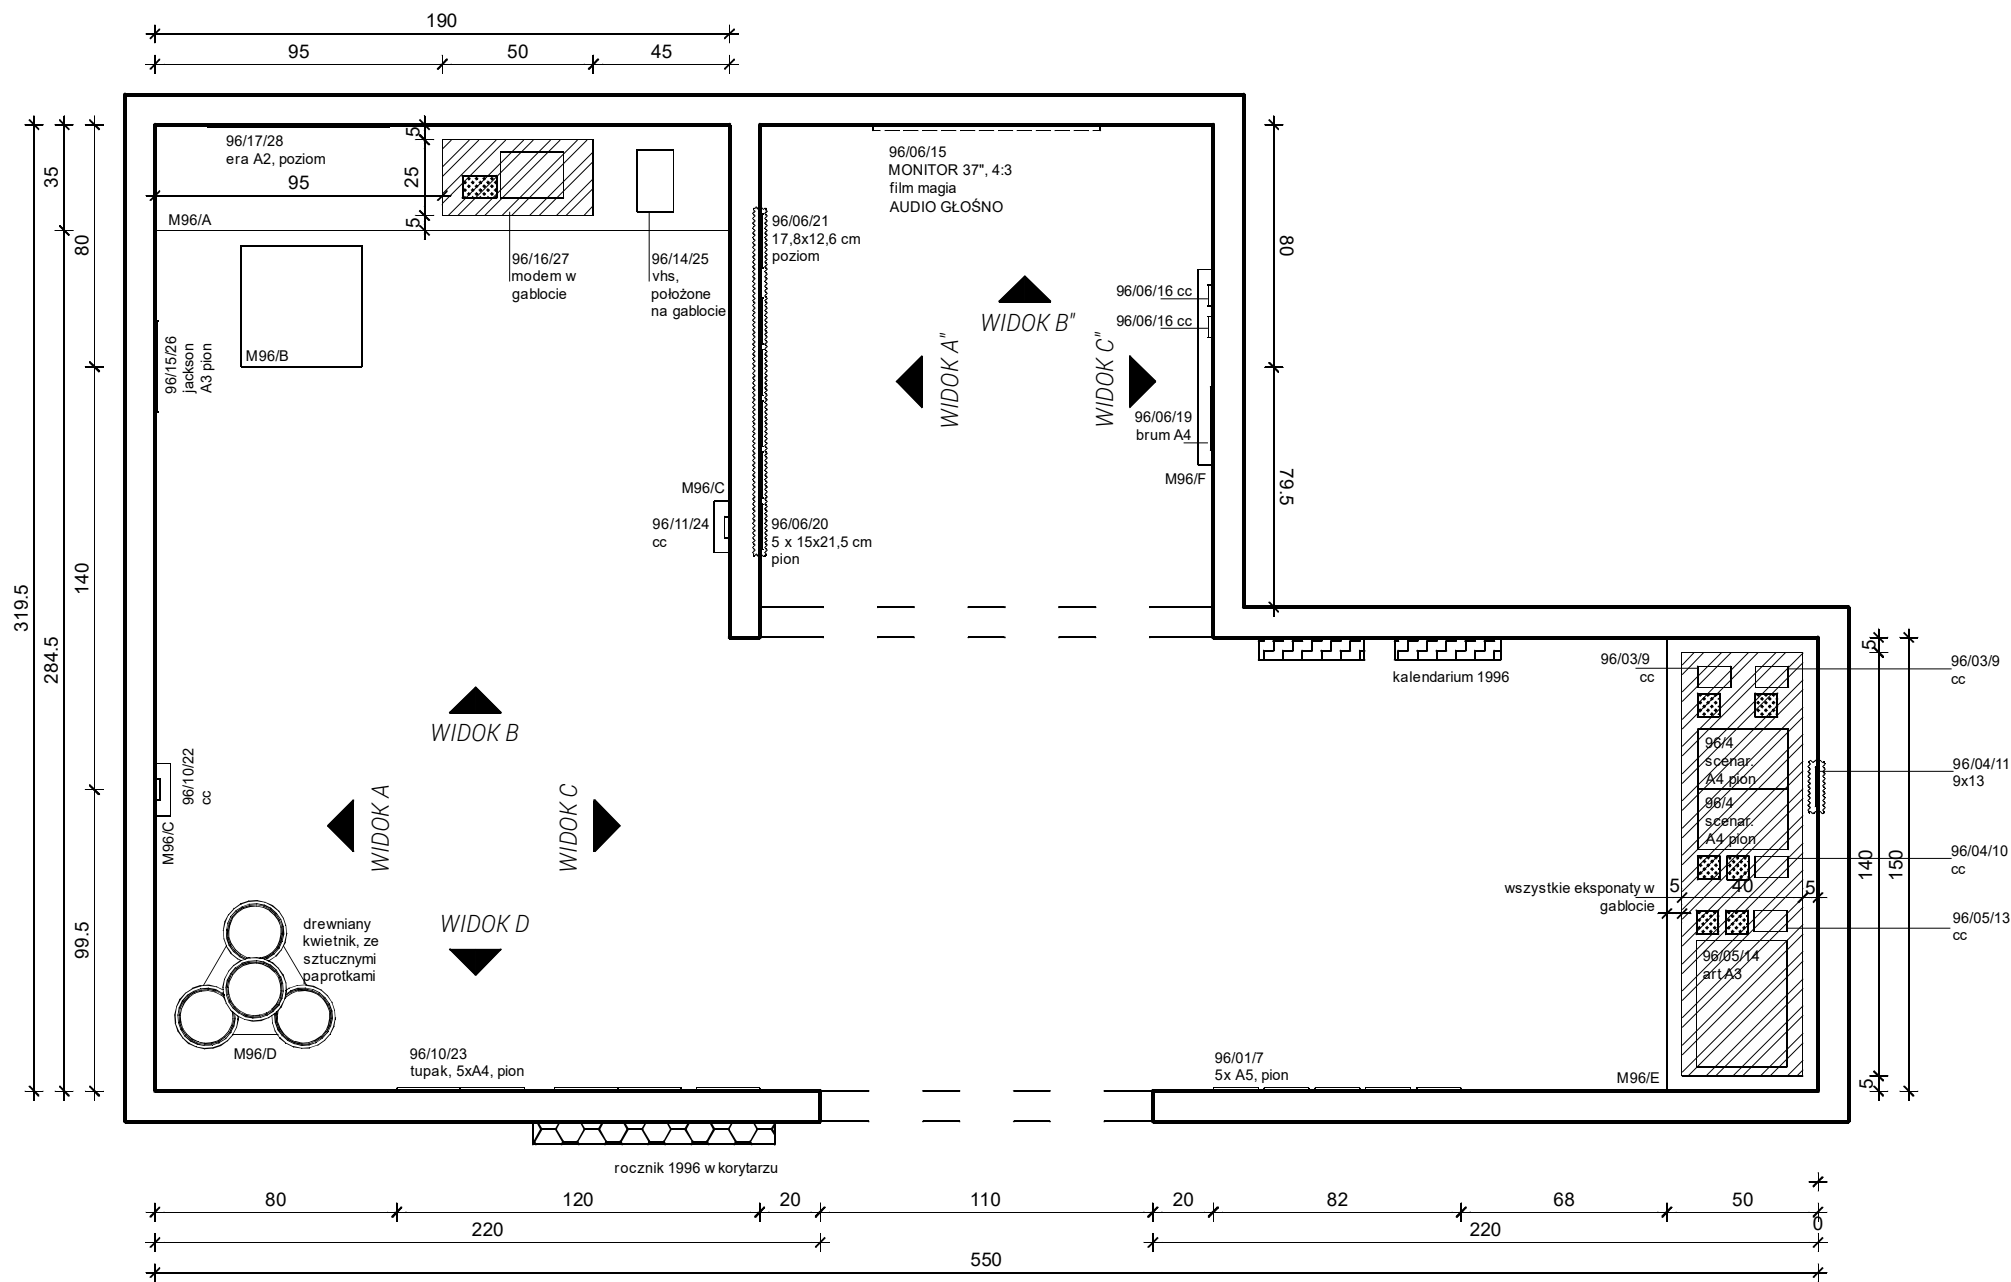 190
95
50
45
96/17/28
era A2, poziom
95
5
25
5
M96/A
96/16/27
modem w
gablocie
96/14/25
vhs,
położone
na gablocie
M96/B
96/15/26
jackson
A3 pion
35
80
140
319.5
284.5
99.5
96/06/15
MONITOR 37", 4:3
film magia
AUDIO GŁOŚNO
96/06/21
17,8x12,6 cm
poziom
WIDOK B"
WIDOK A"
WIDOK C"
96/06/16 cc
96/06/16 cc
96/06/19
brum A4
M96/F
80
79.5
M96/C
96/11/24
cc
96/06/20
5 x 15x21,5 cm
pion
WIDOK B
WIDOK A
WIDOK C
WIDOK D
96/10/22
cc
M96/C
drewniany
kwietnik, ze
sztucznymi
paprotkami
M96/D
96/10/23
tupak, 5xA4, pion
rocznik 1996 w korytarzu
kalendarium 1996
96/03/9
cc
96/03/9
cc
96/4
scenar.
A4 pion
96/4
scenar.
A4 pion
96/04/11
9x13
96/04/10
cc
wszystkie eksponaty w
gablocie
5
40
5
96/05/13
cc
96/05/14
art A3
5
140
150
5
96/01/7
5x A5, pion
M96/E
80
120
20
110
20
82
68
50
220
220
0
550